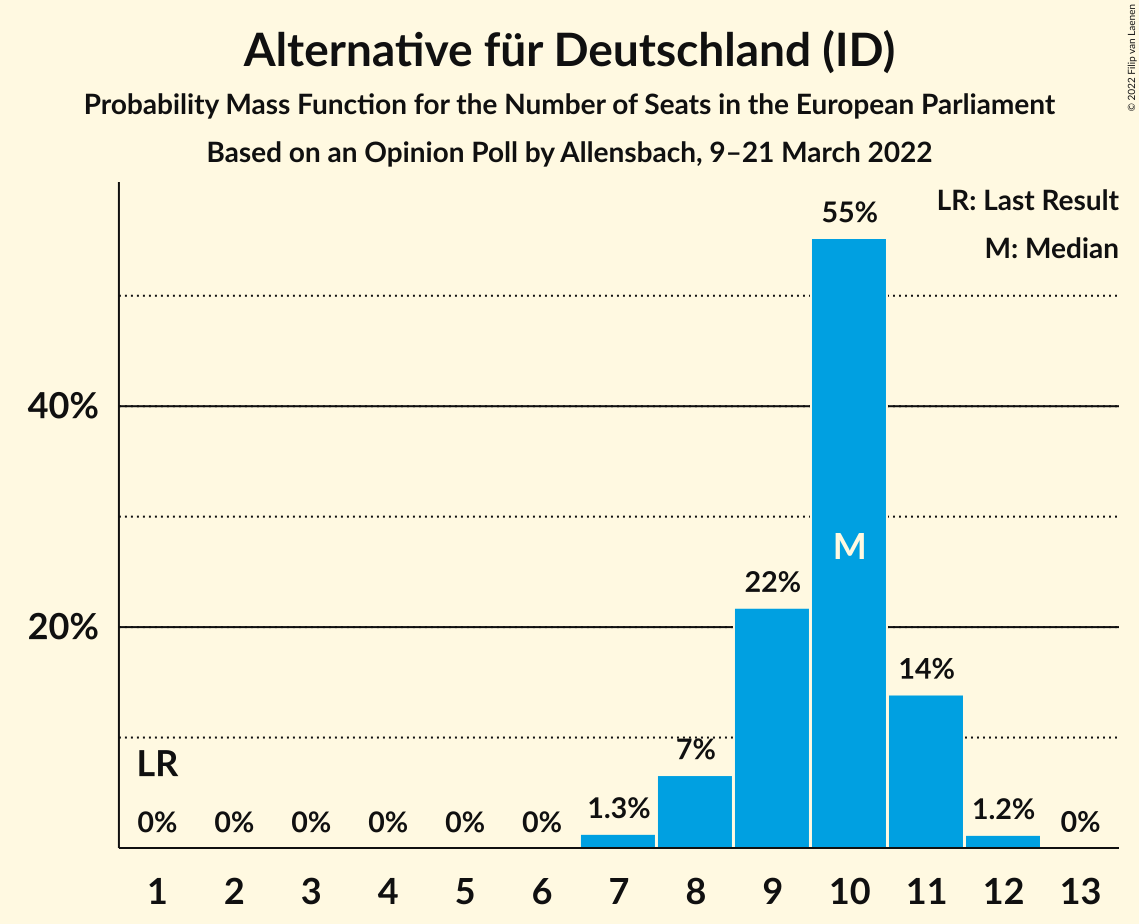 Alternative für Deutschland (ID)
Probability Mass Function for the Number of Seats in the European Parliament
Based on an Opinion Poll by Allensbach, 9–21 March 2022
© 2022 Filip van Laenen
LR: Last Result
M: Median
55%
40%
M
22%
20%
14%
LR
7%
0% 0% 0% 0% 0% 0% 1.3% 1.2% 0%
1 2 3 4 5 6 7 8 9 10 11 12 13